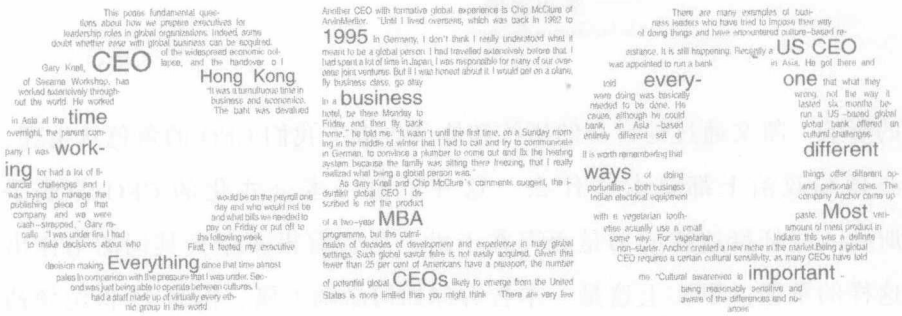 This poses fundamental ques-
tions about how we prepare executives for
leadership roles in global organizations. Indeed, some
doubt whether ease with global business can be acquired.
Gary Knell, CEO
of Sesame Workshop, has
worked extensively through-
out the world. He worked
in Asia at the time
of the widespread economic col-
lapse, and the handover o f
Hong Kong.
"It was a tumultuous time in
business and economics.
The baht was devalued
overnight, the parent com-
pany I was work-
ing for had a lot of fi-
nancial challenges and I
was trying to manage the
publishing piece of that
company and we were
cash-strapped," Gary re-
calls. "I was under fire I had
to make decisions about who
would be on the payroll one
day and who would not be
and what bills we needed to
pay on Friday or put off to
the following week.
First, it fueled my executive
decision making. Everything since that time almost
pales in comparison with the pressure that I was under. Sec-
ond was just being able to operate between cultures. I
had a staff made up of virtually every eth-
nic group in the world.
Another CEO with formative global experience is Chip McClure of
ArvinMeritor. "Until I lived overseas, which was back in 1992 to
1995 in Germany, I don't think I really understood what it
meant to be a global person. I had travelled extensively before that. I
had spent a lot of time in Japan, I was responsible for many of our over-
seas joint ventures. But if I was honest about it, I would get on a plane,
fly business class, go stay
in a business
hotel, be there Monday to
Friday and then fly back
home," he told me. "It wasn't until the first time, on a Sunday morn-
ing in the middle of winter that I had to call and try to communicate
in German, to convince a plumber to come out and fix the heating
system because the family was sitting there freezing, that I really
realized what being a global person was."
As Gary Knell and Chip McClure's comments suggest, the i-
dentikit global CEO I de-
scribed is not the product
of a two-year MBA
programme, but the culmi-
nation of decades of development and experience in truly global
settings. Such global savoir faire is not easily acquired. Given that
fewer than 25 per cent of Americans have a passport, the number
of potential global CEOs likely to emerge from the United
States is more limited than you might think. "There are very few
There are many examples of busi-
ness leaders who have tried to impose their way
of doing things and have encountered culture-based re-
sistance. It is still happening. Recently a US CEO
was appointed to run a bank in Asia. He got there and
told every- one that what they
were doing was basically wrong, not the way it
needed to be done. He lasted six months be-
cause, although he could run a US -based global
bank, an Asia -based global bank offered an
entirely different set of cultural challenges.
It is worth remembering that different
ways of doing things offer different op-
portunities - both business and personal ones. The
Indian electrical equipment company Anchor came up
with a vegetarian tooth- paste. Most vari-
eties actually use a small amount of meat product in
some way. For vegetarian Indians this was a definite
non-starter. Anchor created a new niche in the market. Being a global
CEO requires a certain cultural sensitivity, as many CEOs have told
me. "Cultural awareness is important -
being reasonably sensitive and
aware of the differences and nu-
ances.